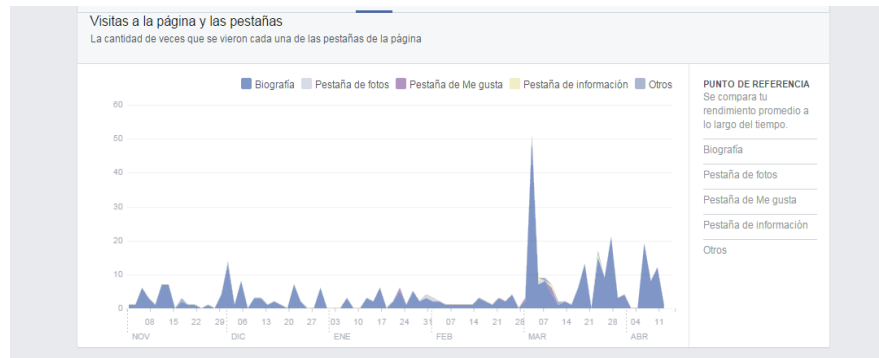 Visitas a la página y las pestañas
La cantidad de veces que se vieron cada una de las pestañas de la página
Biografía Pestaña de fotos Pestaña de Me gusta Pestaña de información Otros
60
50
40
30
20
10
0
08 15 22 29 06 13 20 27 03 10 17 24 31 07 14 21 28 07 14 21 28 04 11
NOV DIC ENE FEB MAR ABR
PUNTO DE REFERENCIA
Se compara tu
rendimiento promedio a
lo largo del tiempo.
Biografía
Pestaña de fotos
Pestaña de Me gusta
Pestaña de información
Otros